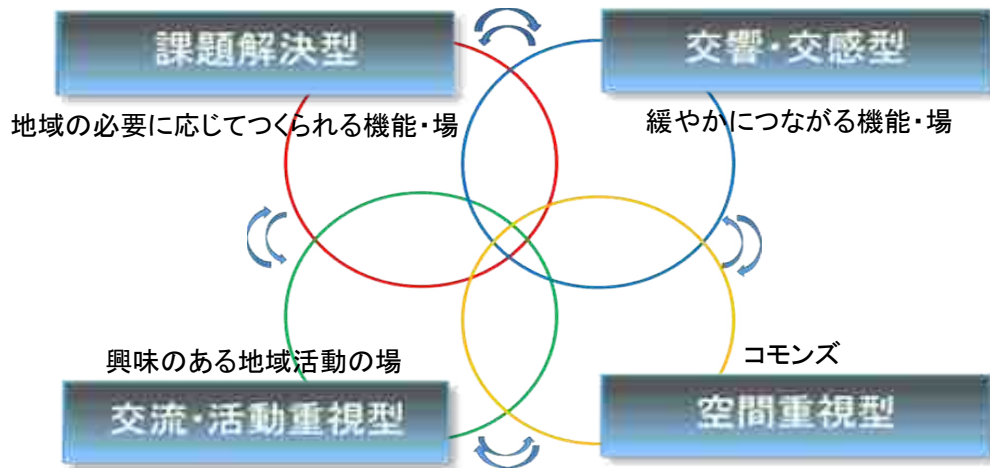 課題解決型
交響・交感型
地域の必要に応じてつくられる機能・場
緩やかにつながる機能・場
興味のある地域活動の場
コモンズ
交流・活動重視型
空間重視型